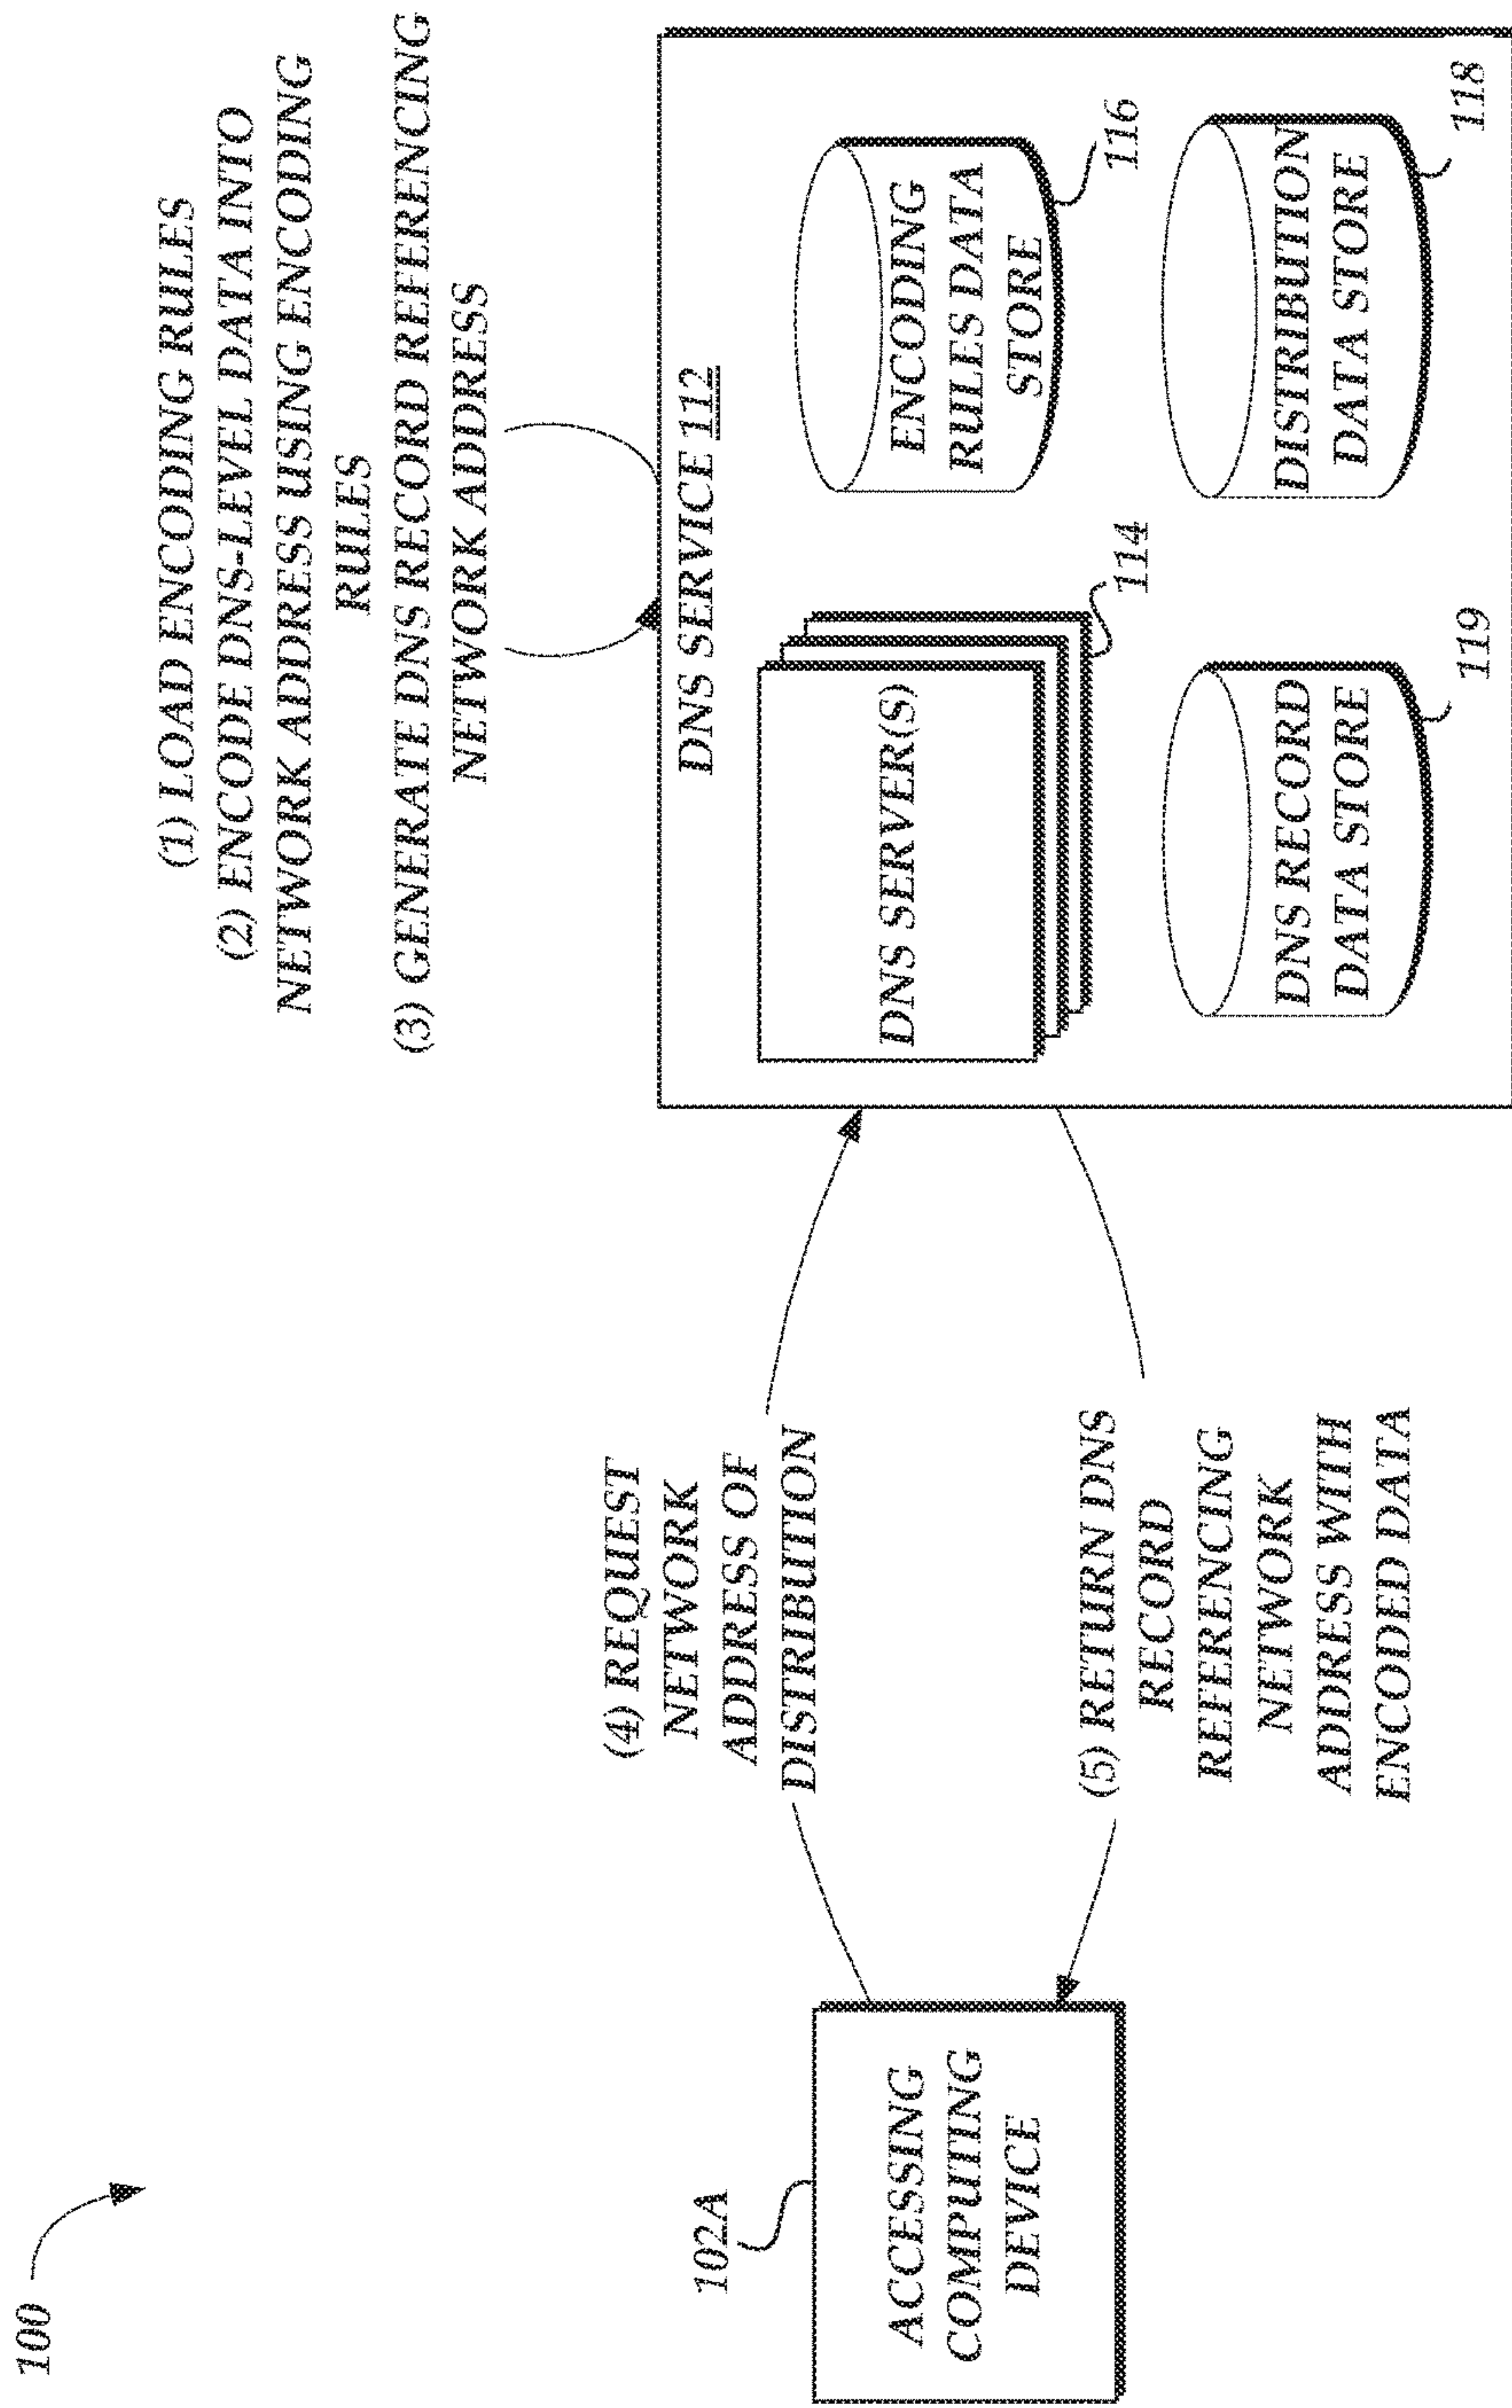 100
(1) LOAD ENCODING RULES
(2) ENCODE DNS-LEVEL DATA INTO
NETWORK ADDRESS USING ENCODING
RULES
(3) GENERATE DNS RECORD REFERENCING
NETWORK ADDRESS
102A
ACCESSING
COMPUTING
DEVICE
(4) REQUEST
NETWORK
ADDRESS OF
DISTRIBUTION
(5) RETURN DNS
RECORD
REFERENCING
NETWORK
ADDRESS WITH
ENCODED DATA
DNS SERVICE 112
DNS SERVER(S)
114
ENCODING
RULES DATA
STORE
116
DNS RECORD
DATA STORE
119
DISTRIBUTION
DATA STORE
118